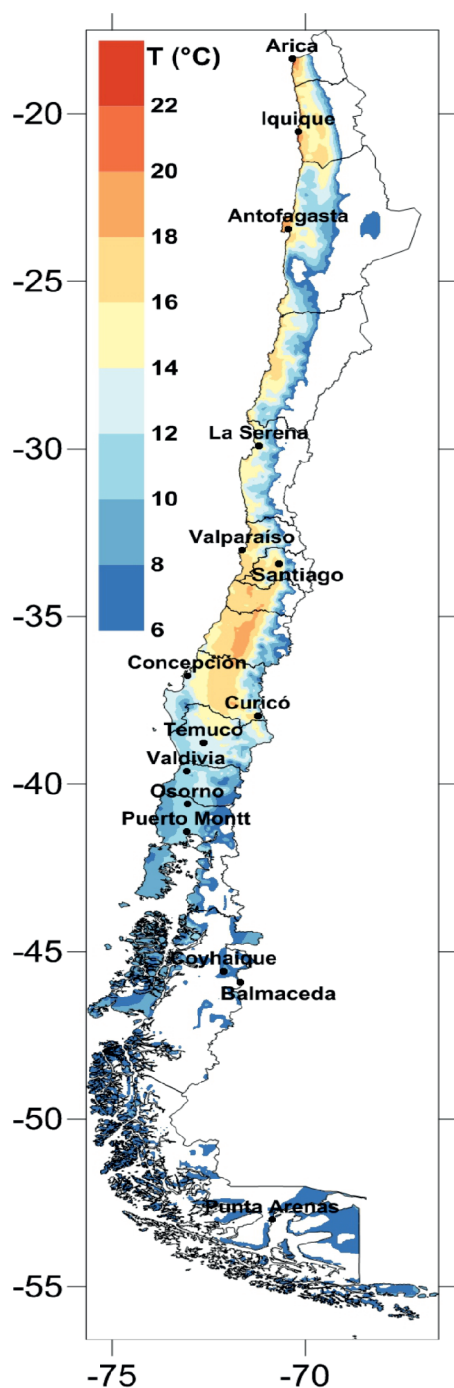 Arica
T (°C)
22
20
18
16
14
12
10
8
6
Iquique
Antofagasta
La Serena
Valparaíso
Santiago
Concepción
Curicó
Temuco
Valdivia
Osorno
Puerto Montt
Coyhaique
Balmaceda
Punta Arenas
-20
-25
-30
-35
-40
-45
-50
-55
-75
-70